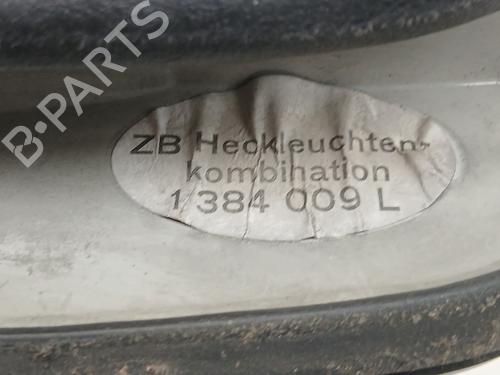 B-PARTS
ZB Heckleuchten-
kombination
1 384 009 L